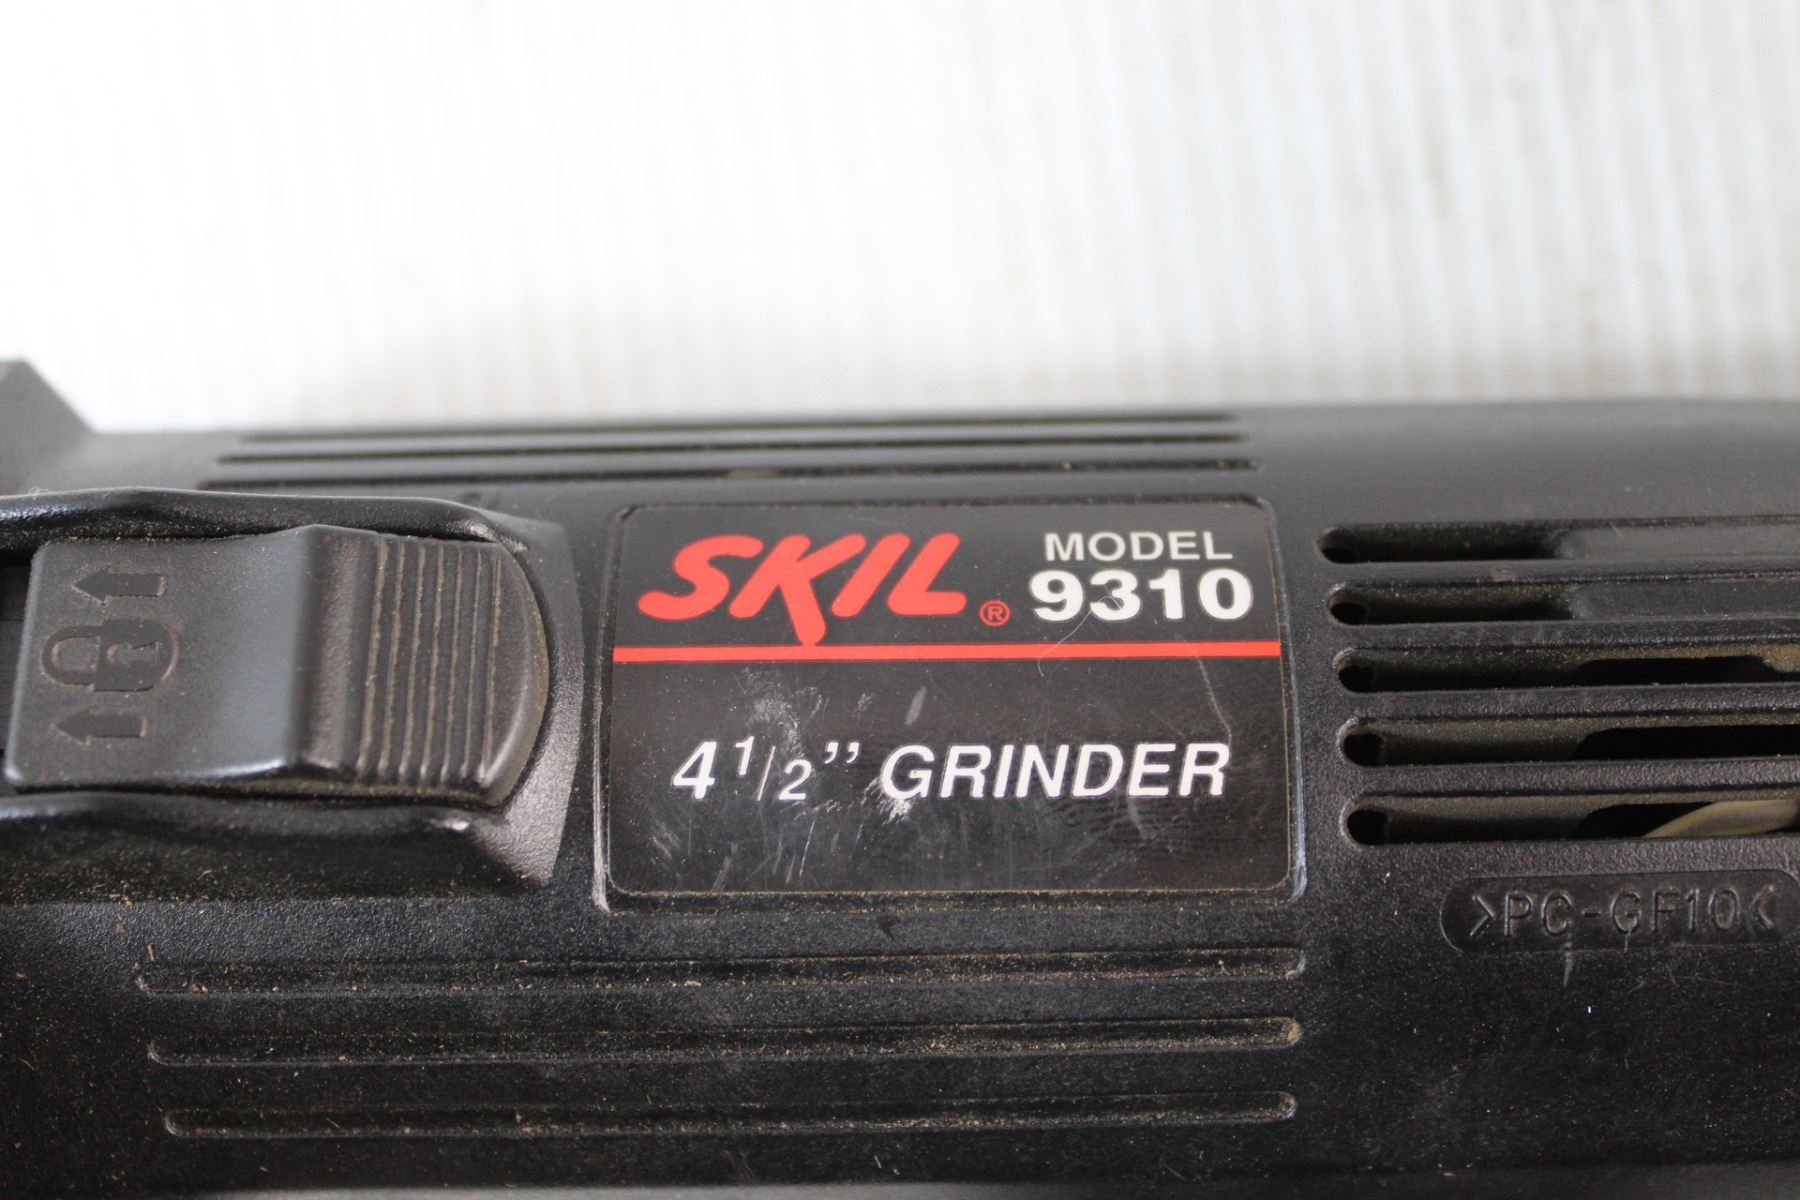 SKIL®
MODEL
9310
4 1/2” GRINDER
>PC-GF10<